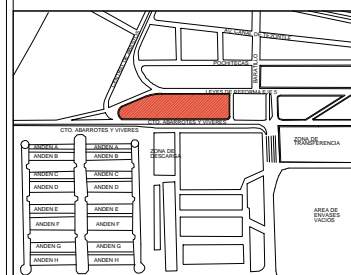 AV. CANAL DE TEZONTLE
POCHTECAS
BARATILLO
LEYES DE REFORMA EJE 5
CTO. ABARROTES Y VIVERES
CTO. ABARROTES Y VIVERES
ZONA DE
TRANSFERENCIA
ZONA DE
DESCARGA
ANDEN A
ANDEN A
ANDEN B
ANDEN B
ANDEN C
ANDEN C
ANDEN D
ANDEN D
ANDEN E
ANDEN E
ANDEN F
ANDEN F
ANDEN G
ANDEN G
ANDEN H
ANDEN H
AREA DE
ENVASES
VACIOS